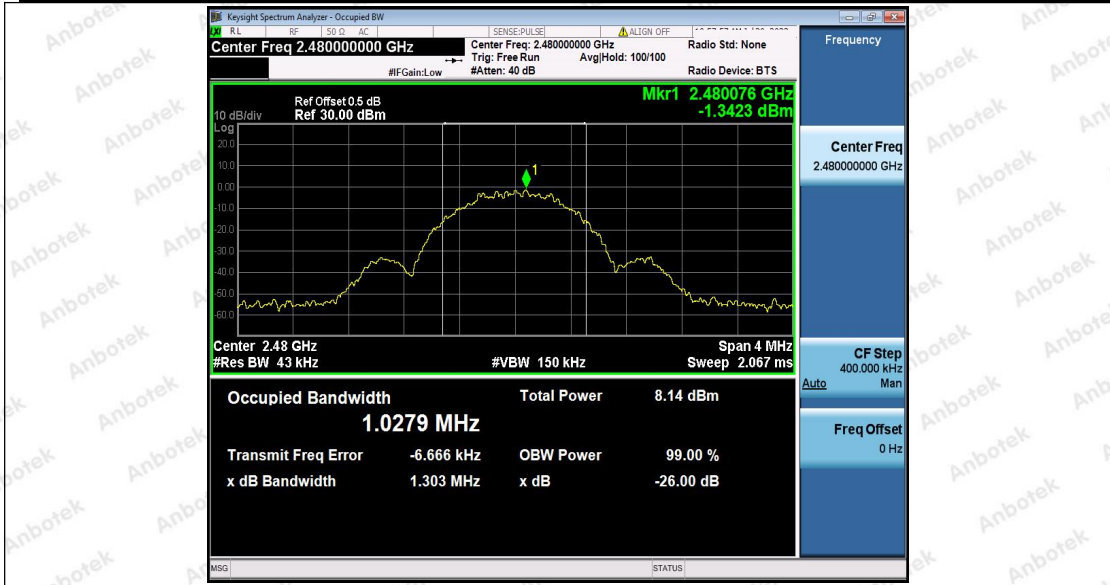 Keysight Spectrum Analyzer - Occupied BW
RL RF 50 Ω AC SENSE:PULSE ALIGN OFF
Center Freq 2.480000000 GHz
Center Freq: 2.480000000 GHz
Radio Std: None
Trig: Free Run Avg|Hold: 100/100
#IFGain:Low #Atten: 40 dB Radio Device: BTS
Mkr1 2.480076 GHz
-1.3423 dBm
Ref Offset 0.5 dB
10 dB/div Ref 30.00 dBm
Log
20.0
10.0
0.00
-10.0
-20.0
-30.0
-40.0
-50.0
-60.0
1
Center 2.48 GHz Span 4 MHz
#Res BW 43 kHz #VBW 150 kHz Sweep 2.067 ms
Occupied Bandwidth Total Power 8.14 dBm
1.0279 MHz
Transmit Freq Error -6.666 kHz OBW Power 99.00 %
x dB Bandwidth 1.303 MHz x dB -26.00 dB
MSG STATUS
Frequency
Center Freq
2.480000000 GHz
CF Step
400.000 kHz
Auto Man
Freq Offset
0 Hz
Anbotek